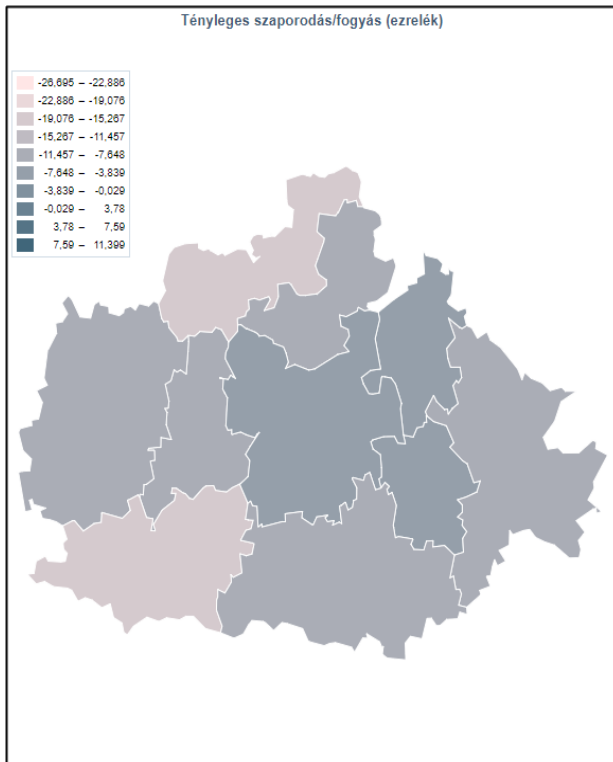 Tényleges szaporodás/fogyás (ezrelék)
-26,695 – -22,886
-22,886 – -19,076
-19,076 – -15,267
-15,267 – -11,457
-11,457 – -7,648
-7,648 – -3,839
-3,839 – -0,029
-0,029 – 3,78
3,78 – 7,59
7,59 – 11,399